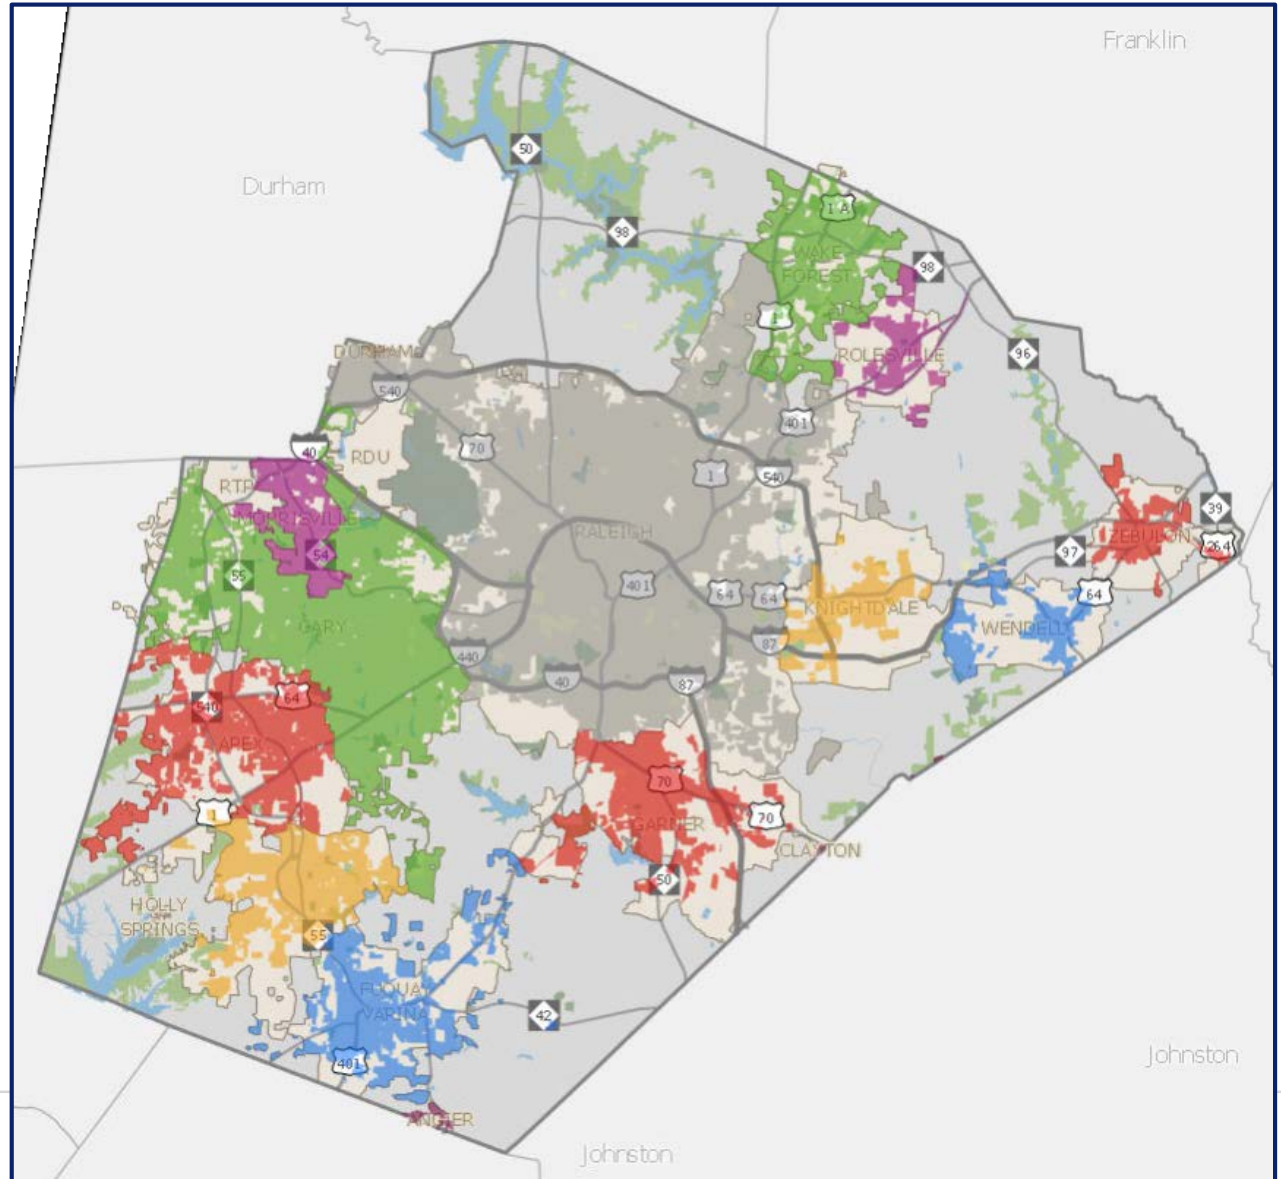 Franklin
50
Durham
98
1 A
WAKE
FOREST
98
1
DURHAM
ROLESVILLE
96
540
401
40
RDU
70
1
540
RTP
39
MORRISVILLE
RALEIGH
ZEBULON
264
54
97
55
401
64
64
64
KNIGHTDALE
CARY
WENDELL
87
440
40
87
64
540
APEX
70
1
70
GARNER
CLAYTON
50
HOLLY
SPRINGS
55
FUQUAY
VARINA
42
401
Johnston
ANGIER
Johnston